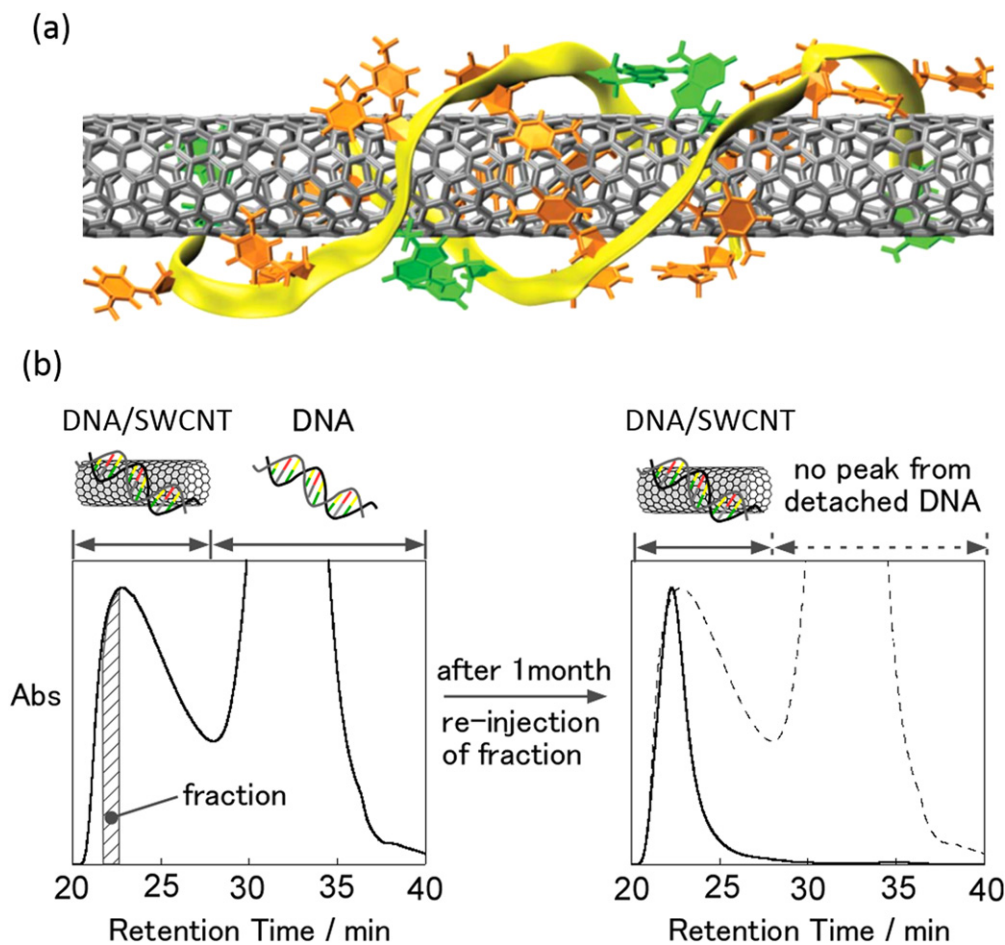 (a)
(b)
DNA/SWCNT
DNA
Abs
fraction
20 25 30 35 40
Retention Time / min
after 1month
re-injection
of fraction
DNA/SWCNT
no peak from
detached DNA
20 25 30 35 40
Retention Time / min